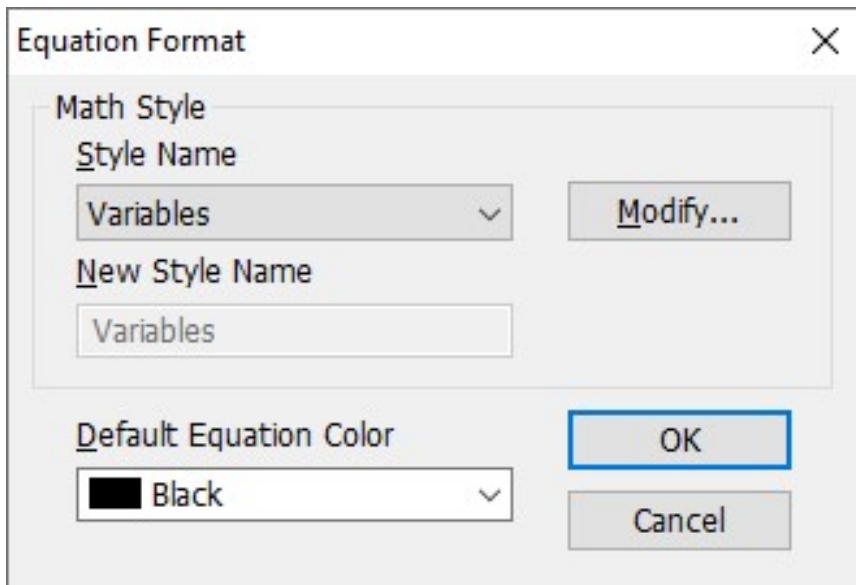 Equation Format
Math Style
Style Name
Variables
Modify...
New Style Name
Variables
Default Equation Color
OK
Black
Cancel